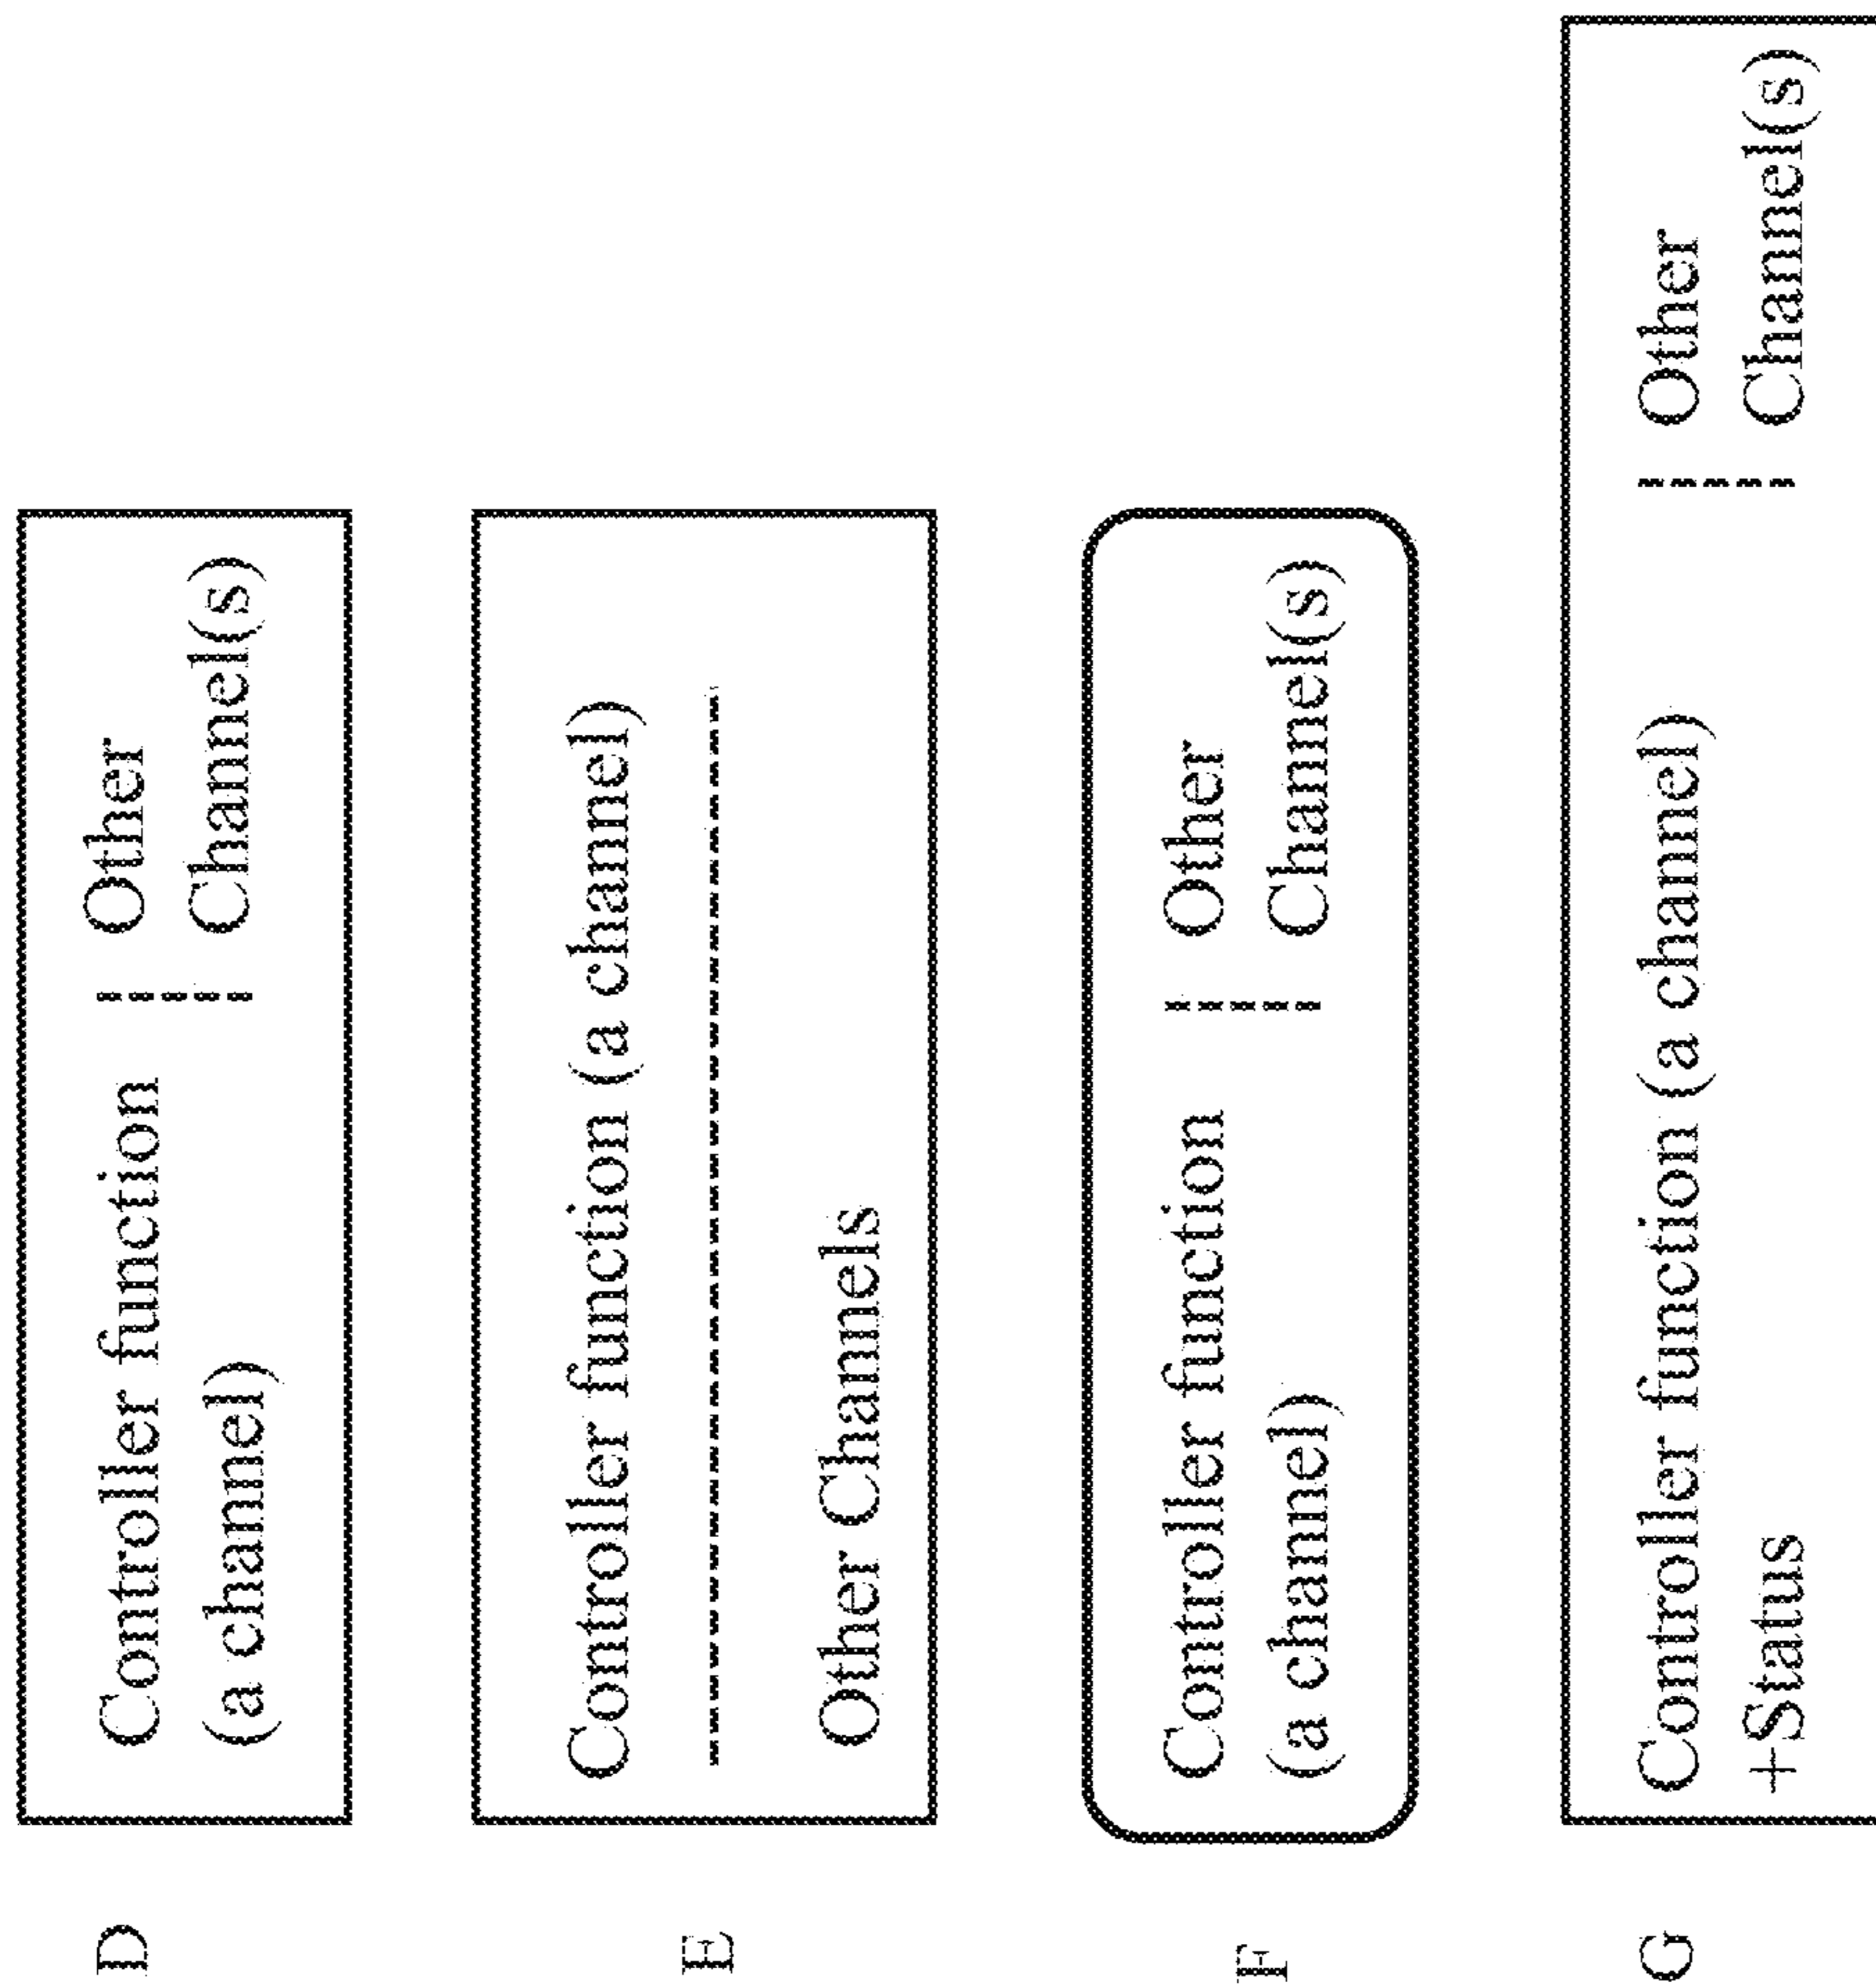 D
Controller function
(a channel)
Other
Channel(s)
E
Controller function (a channel)
Other Channels
F
Controller function
(a channel)
Other
Channel(s)
G
Controller function (a channel)
+Status
Other
Channel(s)